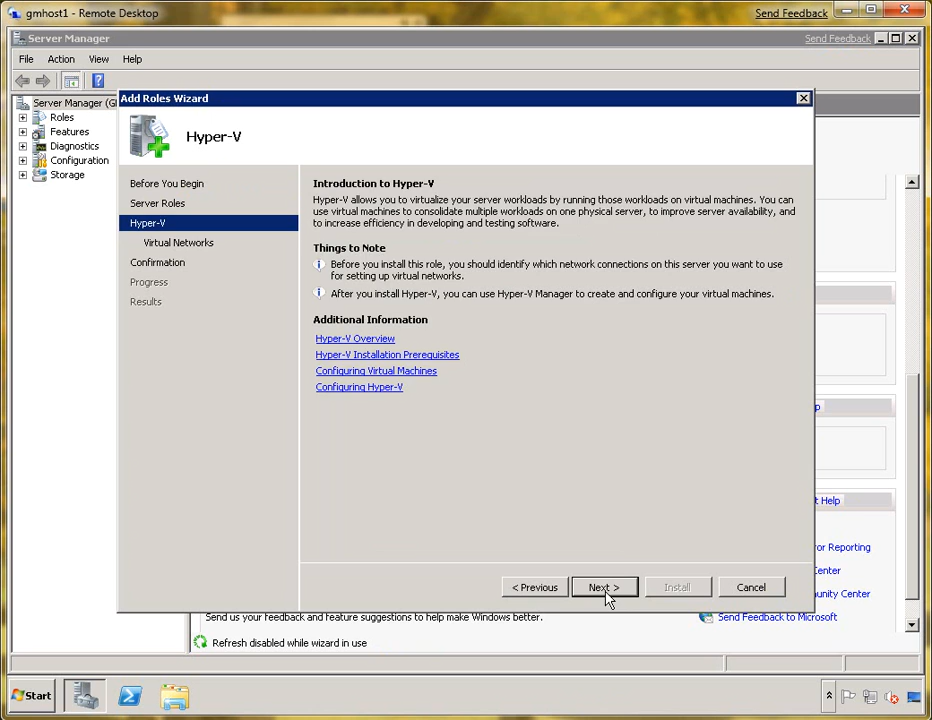 gmhost1 - Remote Desktop
Send Feedback
Server Manager
Send Feedback
File Action View Help
Server Manager (G
Roles
Features
Diagnostics
Configuration
Storage
Add Roles Wizard
Hyper-V
Before You Begin
Server Roles
Hyper-V
Virtual Networks
Confirmation
Progress
Results
Introduction to Hyper-V
Hyper-V allows you to virtualize your server workloads by running those workloads on virtual machines. You can
use virtual machines to consolidate multiple workloads on one physical server, to improve server availability, and
to increase efficiency in developing and testing software.
Things to Note
Before you install this role, you should identify which network connections on this server you want to use
for setting up virtual networks.
After you install Hyper-V, you can use Hyper-V Manager to create and configure your virtual machines.
Additional Information
Hyper-V Overview
Hyper-V Installation Prerequisites
Configuring Virtual Machines
Configuring Hyper-V
< Previous
Next >
Install
Cancel
p
t Help
or Reporting
Center
unity Center
Send us your feedback and feature suggestions to help make Windows better.
Send Feedback to Microsoft
Refresh disabled while wizard in use
Start